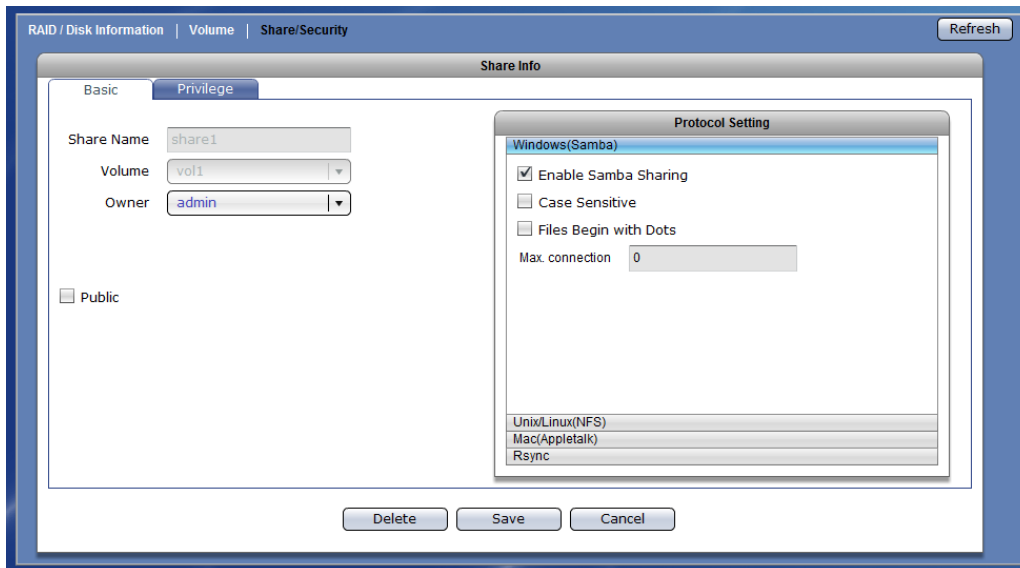 RAID / Disk Information | Volume | Share/Security
Refresh
Share Info
Basic
Privilege
Share Name share1
Volume vol1
Owner admin
Public
Protocol Setting
Windows(Samba)
Enable Samba Sharing
Case Sensitive
Files Begin with Dots
Max. connection 0
Unix/Linux(NFS)
Mac(Appletalk)
Rsync
Delete
Save
Cancel